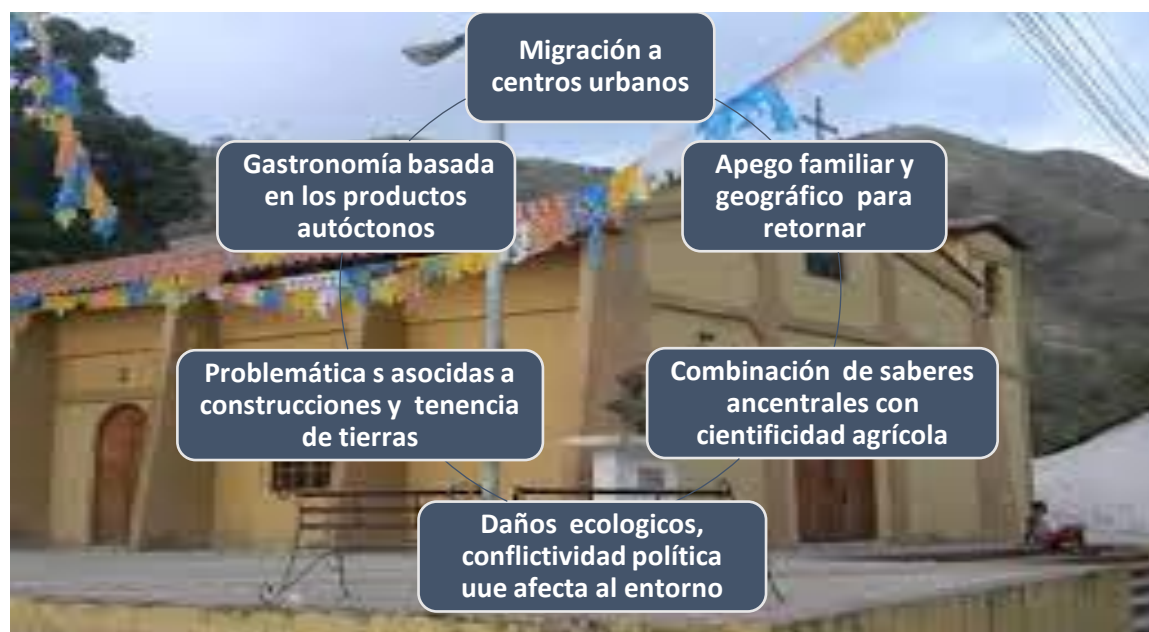 Migración a
centros urbanos
Gastronomía basada
en los productos
autóctonos
Apego familiar y
geográfico para
retornar
Problemática s asocidas a
construcciones y tenencia
de tierras
Combinación de saberes
ancentrales con
cientificidad agrícola
Daños ecologicos,
conflictividad política
uue afecta al entorno